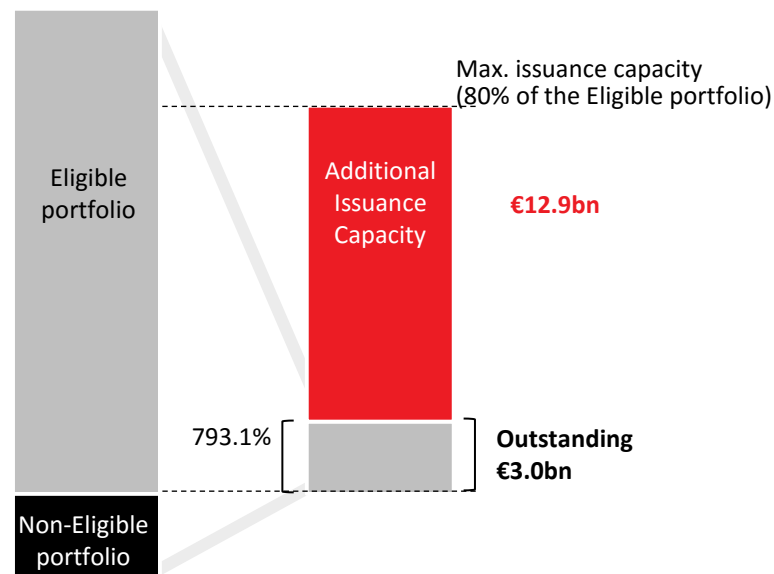 Max. issuance capacity
(80% of the Eligible portfolio)
Eligible
portfolio
Additional
Issuance
Capacity
€12.9bn
793.1%
Outstanding
€3.0bn
Non-Eligible
portfolio